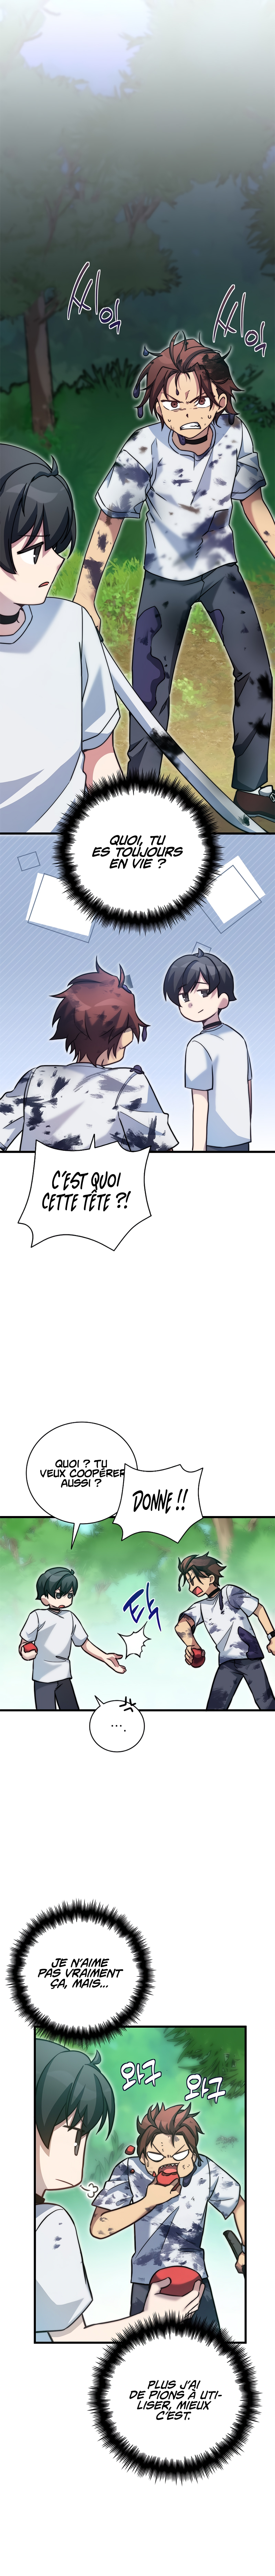 씨익
씨익
QUOI, TU
ES TOUJOURS
EN VIE ?
C'EST QUOI
CETTE TÊTE ?!
QUOI ? TU
VEUX COOPÉRER
AUSSI ?
DONNE !!
탁
....
JE N'AIME
PAS VRAIMENT
ÇA, MAIS...
와구
와구
PLUS J'AI
DE PIONS À UTI-
LISER, MIEUX
C'EST.